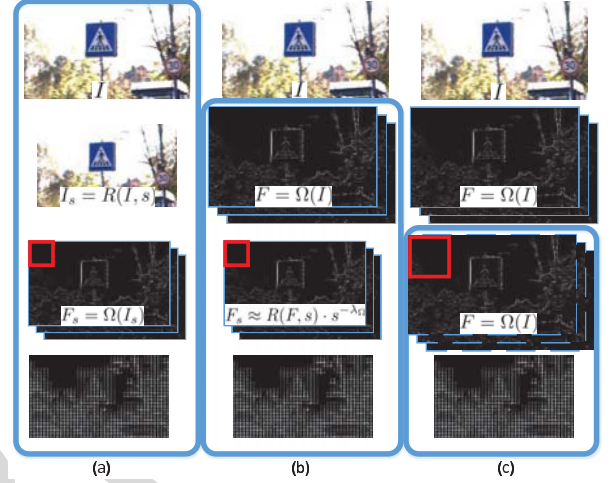 I
I
I
30
30
30
I_s = R(I, s)
F = Ω(I)
F = Ω(I)
F_s = Ω(I_s)
F_s ≈ R(F, s) · s^{-λ_Ω}
F = Ω(I)
(a)
(b)
(c)